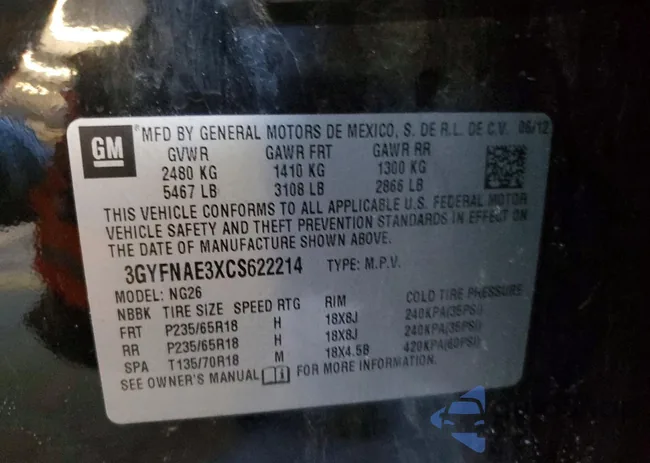 GM
MFD BY GENERAL MOTORS DE MEXICO, S. DE R.L. DE C.V. 06/12
GVWR GAWR FRT GAWR RR
2480 KG 1410 KG 1300 KG
5467 LB 3108 LB 2866 LB
THIS VEHICLE CONFORMS TO ALL APPLICABLE U.S. FEDERAL MOTOR
VEHICLE SAFETY AND THEFT PREVENTION STANDARDS IN EFFECT ON
THE DATE OF MANUFACTURE SHOWN ABOVE.
3GYFNAE3XCS622214 TYPE: M.P.V.
MODEL: NG26
NBBK TIRE SIZE SPEED RTG RIM COLD TIRE PRESSURE
FRT P235/65R18 H 18X8J 240KPA(35PSI)
RR P235/65R18 H 18X8J 240KPA(35PSI)
SPA T135/70R18 M 18X4.5B 420KPA(60PSI)
SEE OWNER'S MANUAL FOR MORE INFORMATION.